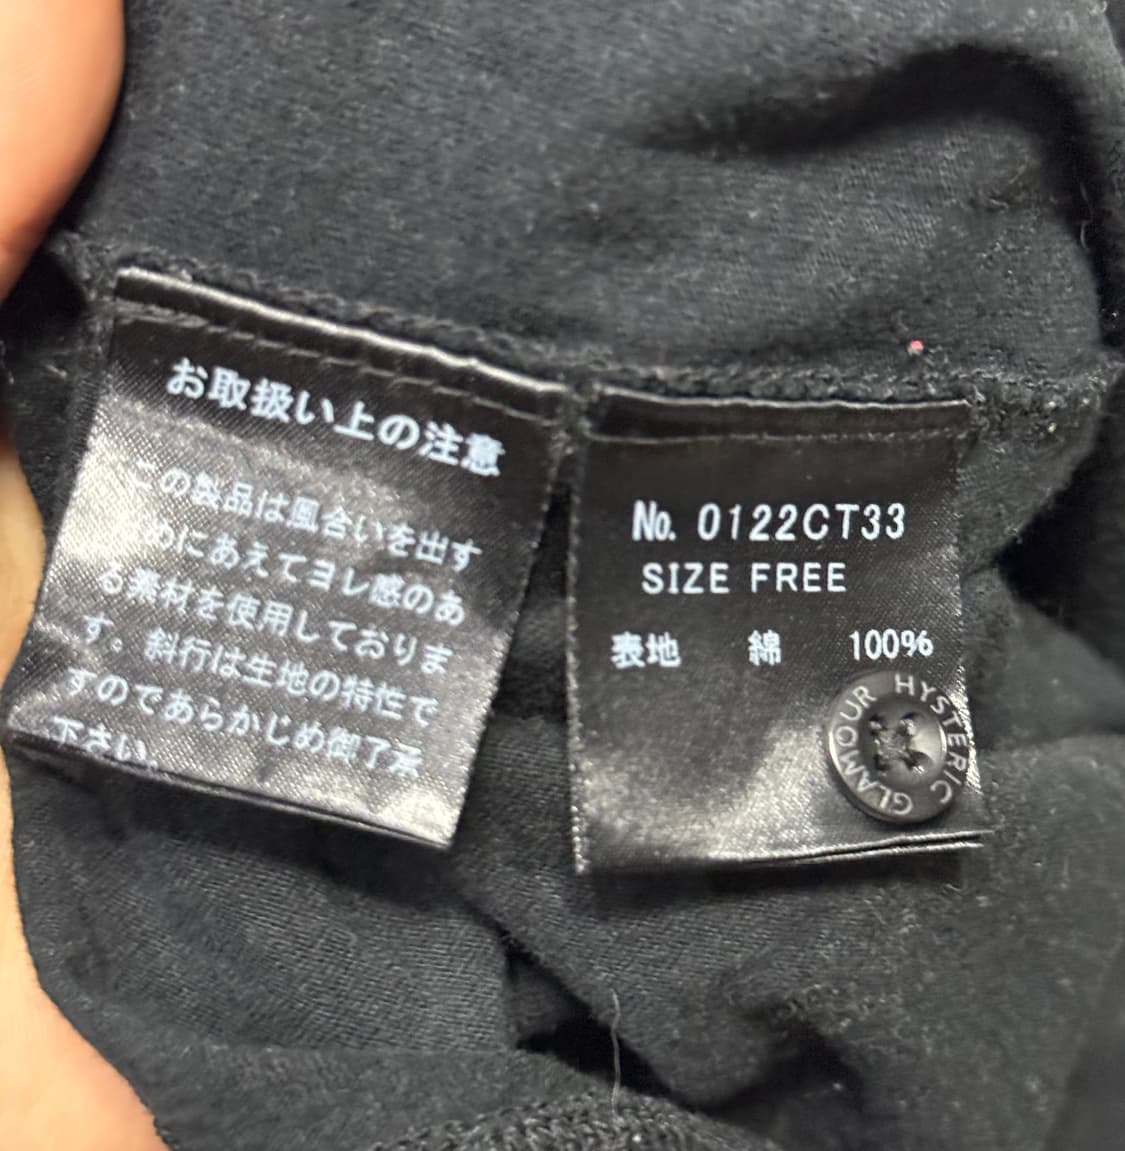 お取扱い上の注意
この製品は風合いを出す
ためにあえてヨレ感のあ
る素材を使用しておりま
す。斜行は生地の特性で
すのであらかじめ御了承
下さい。
No. 0122CT33
SIZE FREE
表地 綿 100%
HYSTERIC GLAMOUR